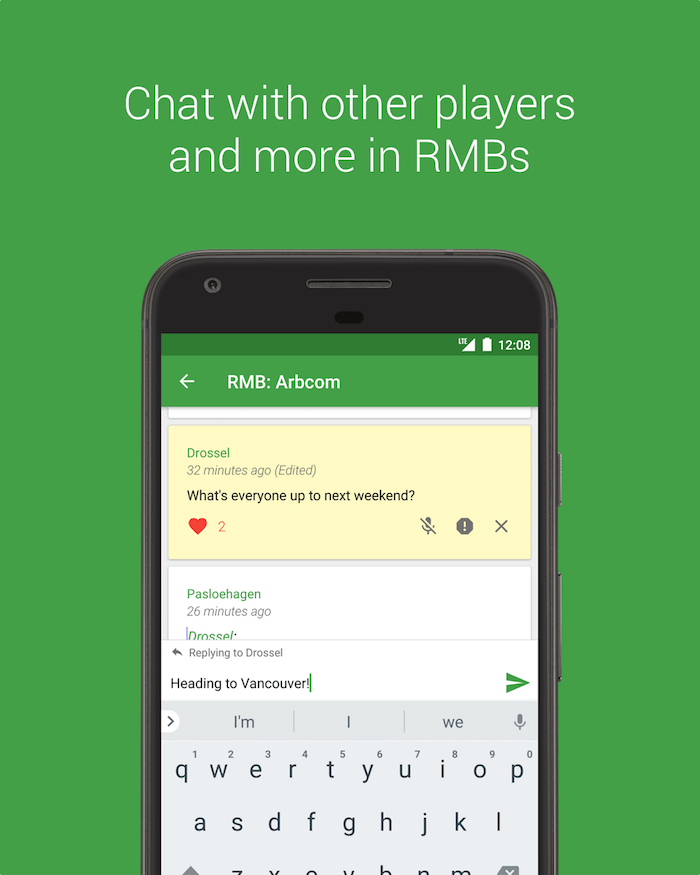 Chat with other players
and more in RMBs
LTE 12:08
RMB: Arbcom
Drossel
32 minutes ago (Edited)
What's everyone up to next weekend?
2
Pasloehagen
26 minutes ago
Drossel:
Replying to Drossel
Heading to Vancouver!
I'm I we
1 2 3 4 5 6 7 8 9 0
q w e r t y u i o p
a s d f g h j k l
z x c v b n m